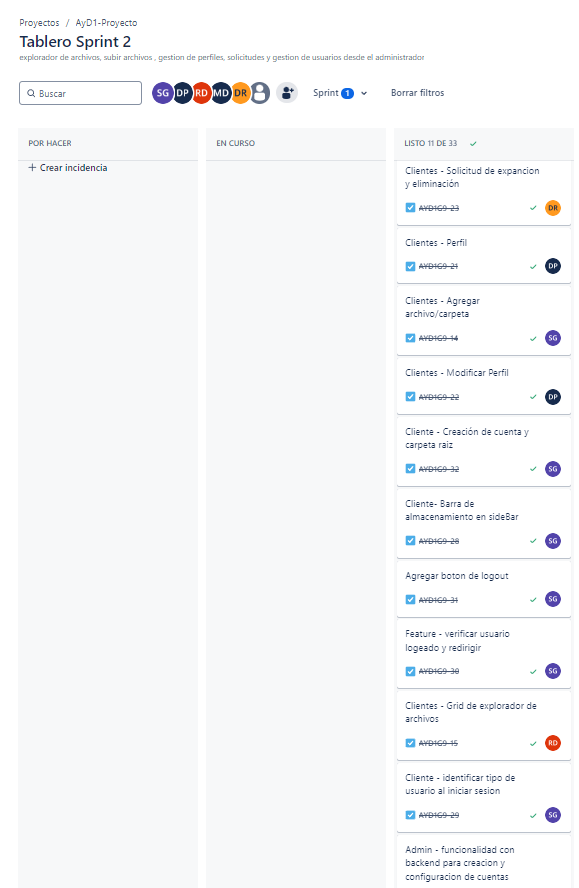 Proyectos / AyD1-Proyecto
Tablero Sprint 2
explorador de archivos, subir archivos , gestion de perfiles, solicitudes y gestion de usuarios desde el administrador
Buscar
SG DP RD MD DR
Sprint 1
Borrar filtros
POR HACER
EN CURSO
LISTO 11 DE 33
+ Crear incidencia
Clientes - Solicitud de expancion
y eliminación
AYD1G9-23
DR
Clientes - Perfil
AYD1G9-21
DP
Clientes - Agregar
archivo/carpeta
AYD1G9-14
SG
Clientes - Modificar Perfil
AYD1G9-22
DP
Cliente - Creación de cuenta y
carpeta raiz
AYD1G9-32
SG
Cliente- Barra de
almacenamiento en sideBar
AYD1G9-28
SG
Agregar boton de logout
AYD1G9-31
SG
Feature - verificar usuario
logeado y redirigir
AYD1G9-30
SG
Clientes - Grid de explorador de
archivos
AYD1G9-15
RD
Cliente - identificar tipo de
usuario al iniciar sesion
AYD1G9-29
SG
Admin - funcionalidad con
backend para creacion y
configuracion de cuentas